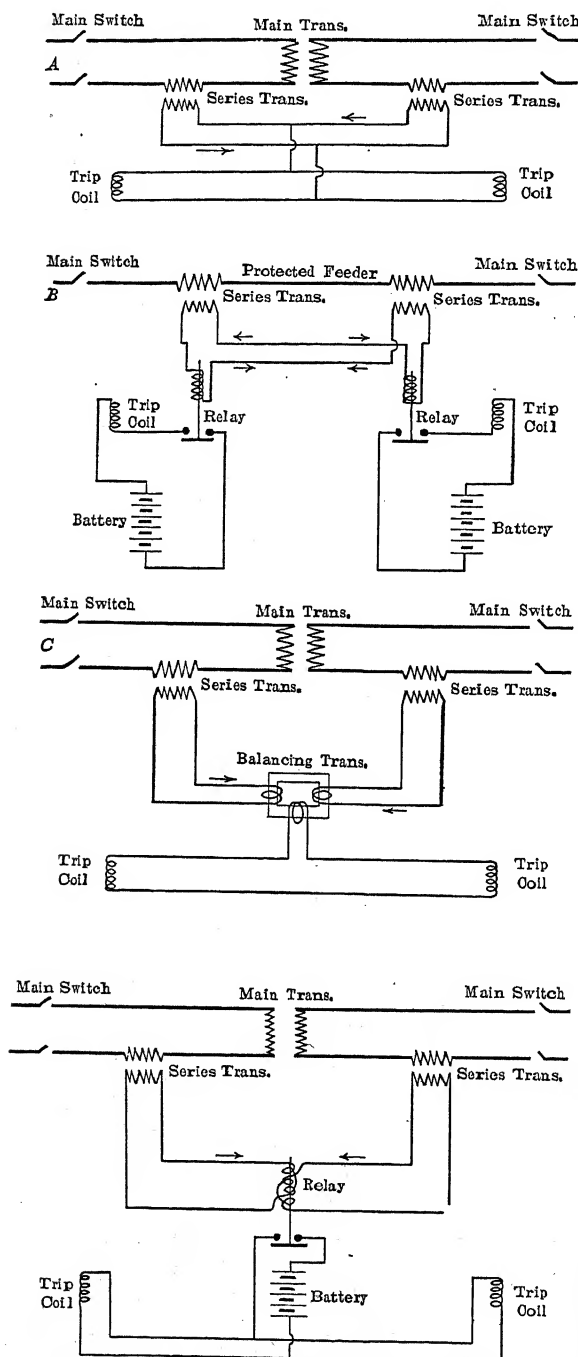 Main Switch Main Trans. Main Switch
A
Series Trans. Series Trans.
Trip Coil Trip Coil
Main Switch Protected Feeder Main Switch
B
Series Trans. Series Trans.
Trip Coil Relay Relay Trip Coil
Battery Battery
Main Switch Main Trans. Main Switch
C
Series Trans. Series Trans.
Balancing Trans.
Trip Coil Trip Coil
Main Switch Main Trans. Main Switch
Series Trans. Series Trans.
Relay
Trip Coil Battery Trip Coil